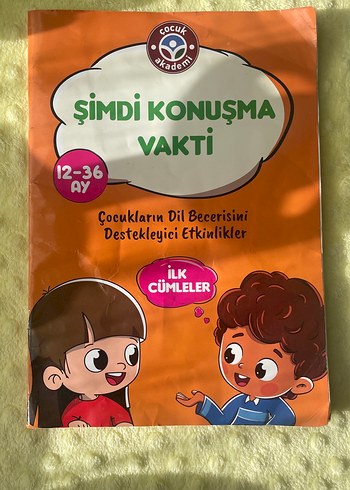 çocuk
akademi
ŞİMDİ KONUŞMA
VAKTİ
12-36
AY
Çocukların Dil Becerisini
Destekleyici Etkinlikler
İLK
CÜMLELER